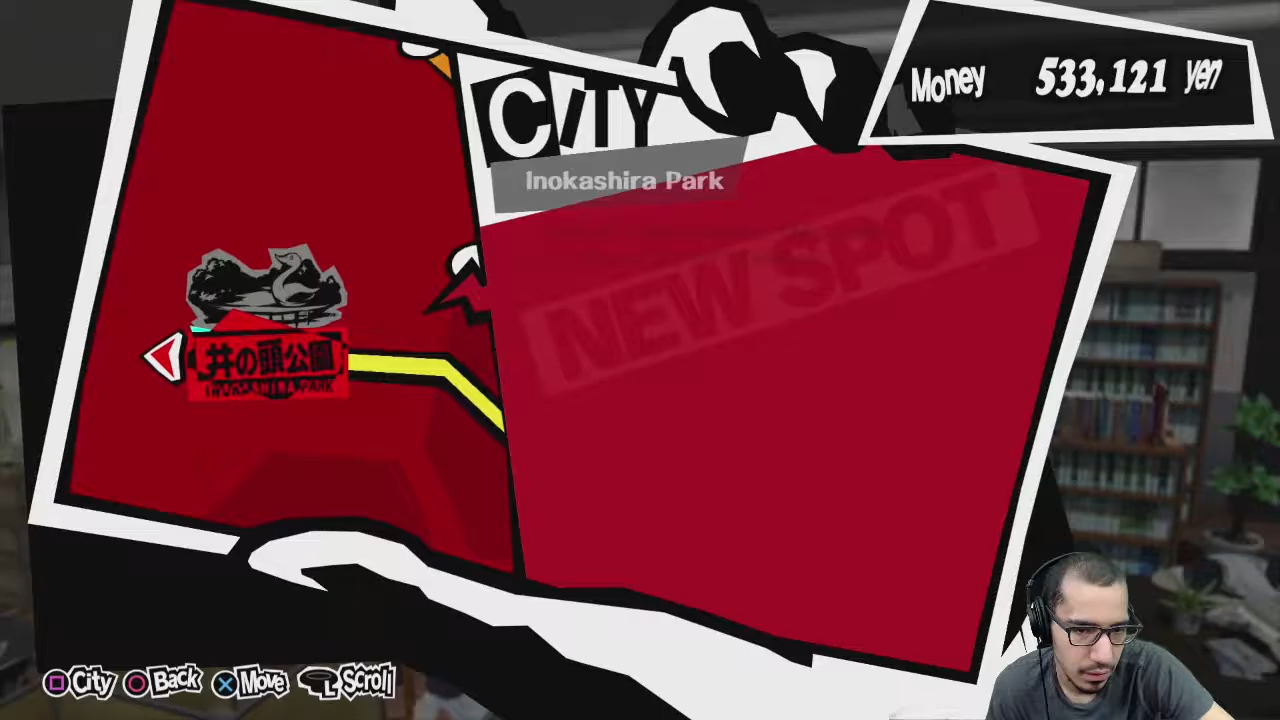 Money 533,121 yen
CITY
Inokashira Park
NEW SPOT
井の頭公園
INOKASHIRA PARK
City Back Move L Scroll